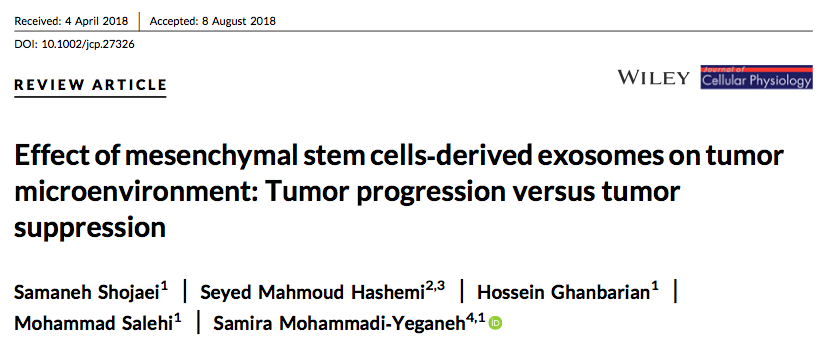 Received: 4 April 2018 | Accepted: 8 August 2018
DOI: 10.1002/jcp.27326
REVIEW ARTICLE
WILEY Journal of Cellular Physiology
Effect of mesenchymal stem cells‐derived exosomes on tumor
microenvironment: Tumor progression versus tumor
suppression
Samaneh Shojaei1 | Seyed Mahmoud Hashemi2,3 | Hossein Ghanbarian1 |
Mohammad Salehi1 | Samira Mohammadi‐Yeganeh4,1 iD